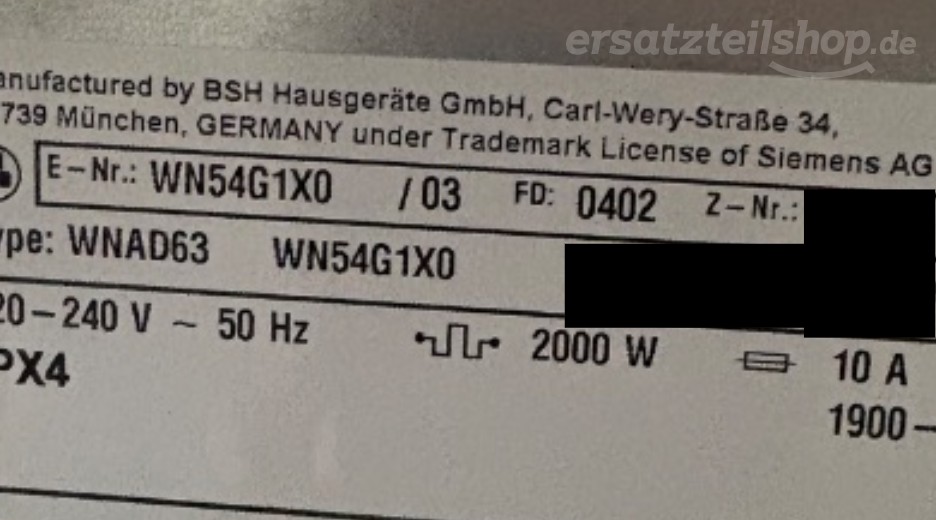 ersatzteilshop.de
anufactured by BSH Hausgeräte GmbH, Carl-Wery-Straße 34,
739 München, GERMANY under Trademark License of Siemens AG
E-Nr.: WN54G1X0 /03 FD: 0402 Z-Nr.:
ype: WNAD63 WN54G1X0
20-240 V ~ 50 Hz 2000 W 10 A
PX4
1900-